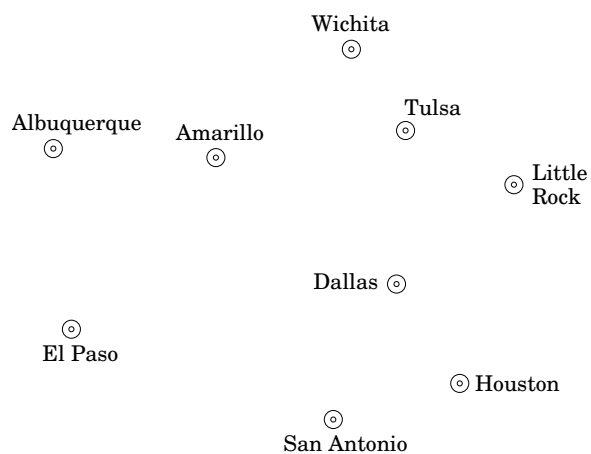 Wichita
Tulsa
Albuquerque
Amarillo
Little
Rock
Dallas
El Paso
Houston
San Antonio